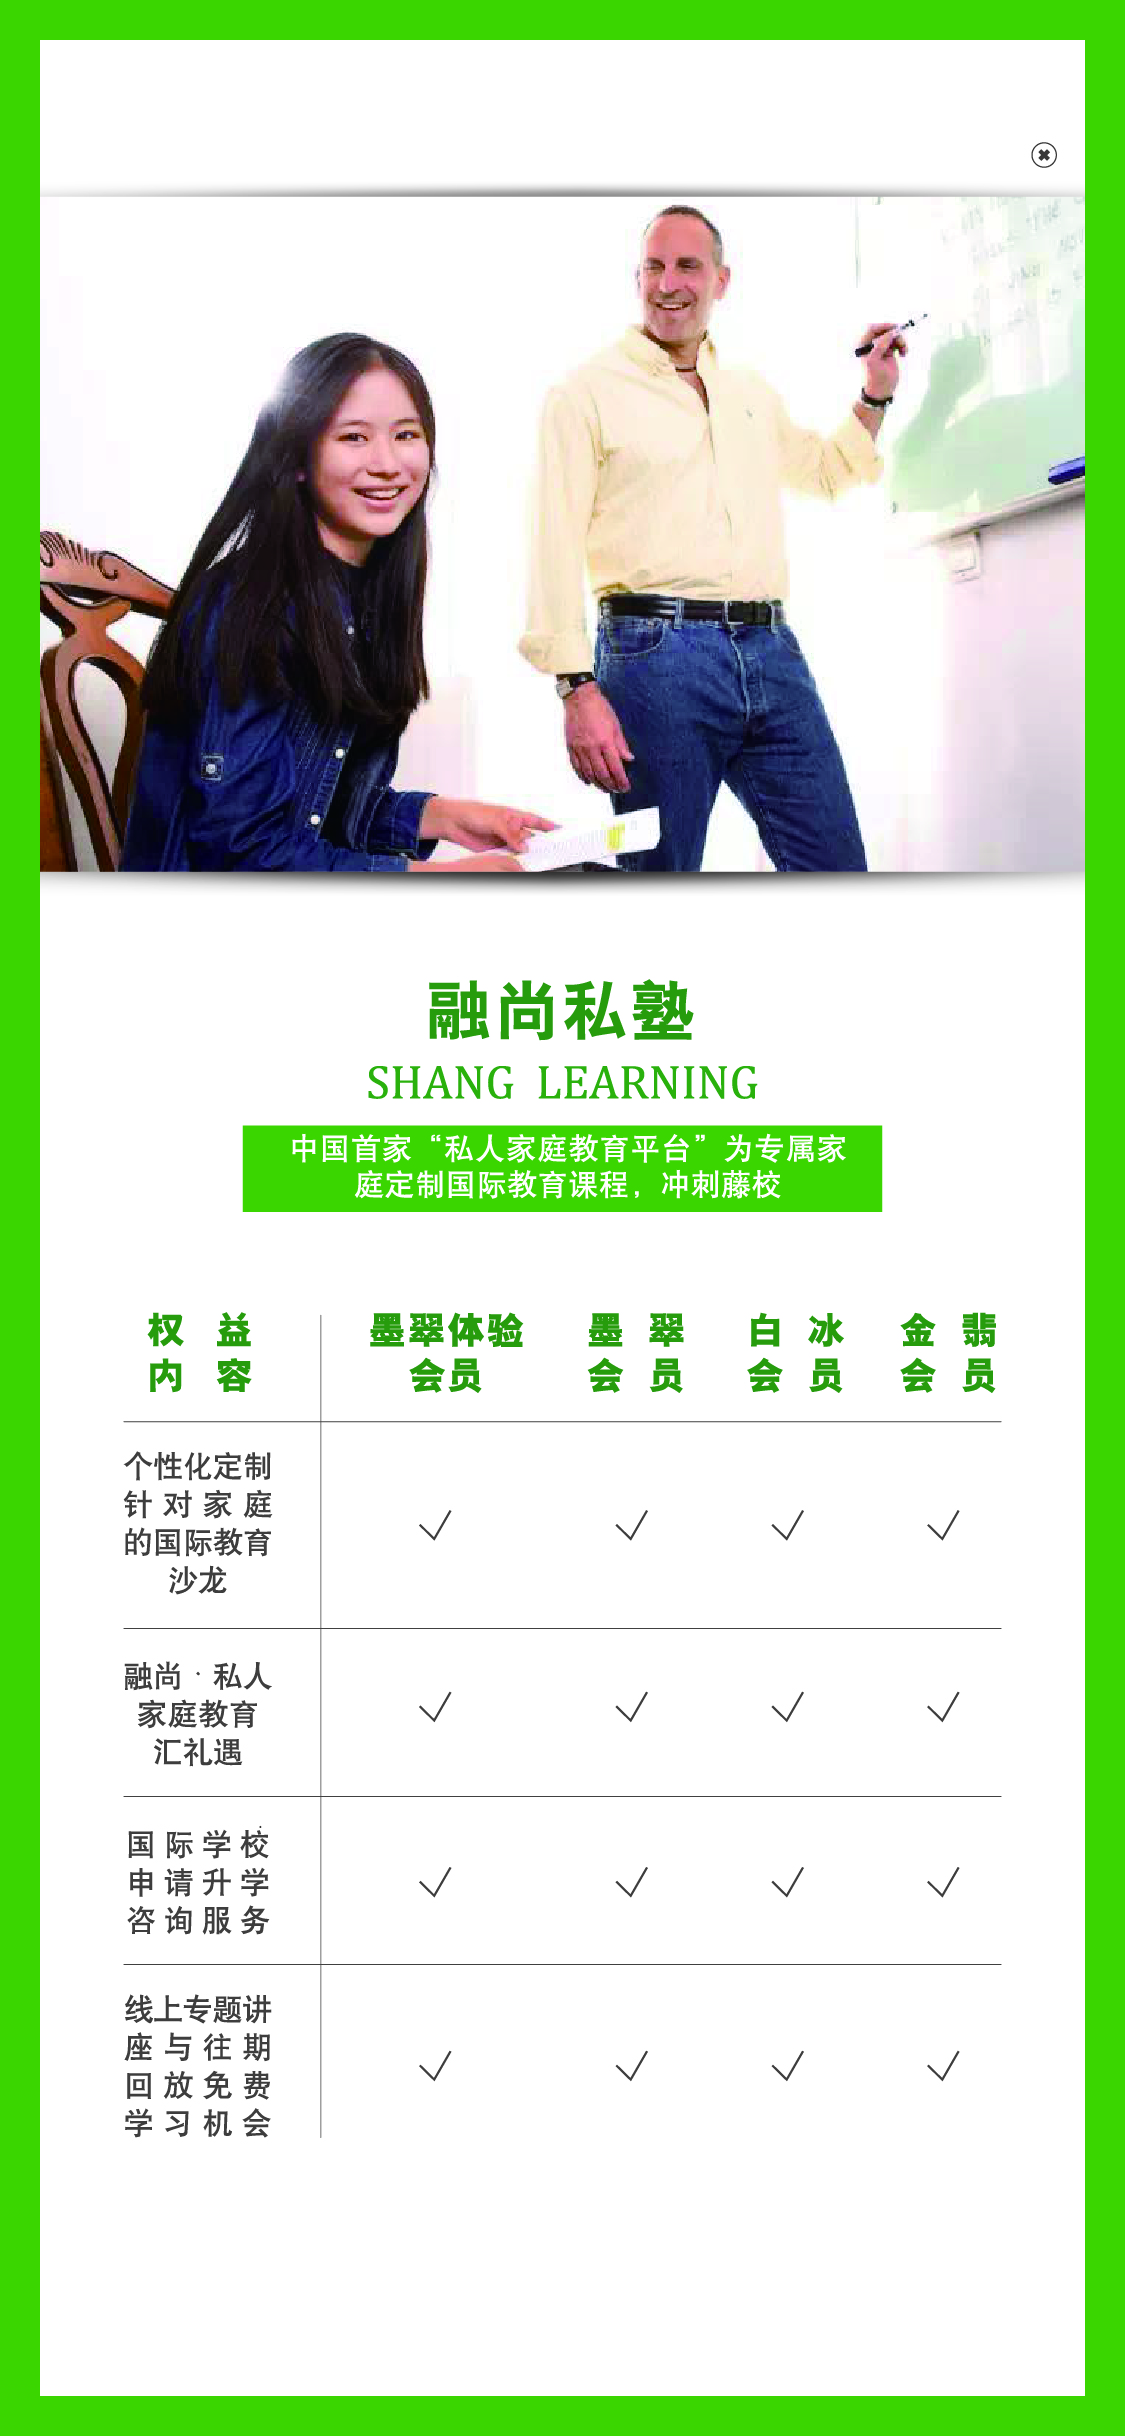 融尚私塾
SHANG LEARNING
中国首家“私人家庭教育平台”为专属家
庭定制国际教育课程，冲刺藤校
权 益
内 容
墨翠体验
会员
墨 翠
会 员
白 冰
会 员
金 翡
会 员
个性化定制
针对家庭
的国际教育
沙龙
融尚·私人
家庭教育
汇礼遇
国际学校
申请升学
咨询服务
线上专题讲
座与往期
回放免费
学习机会